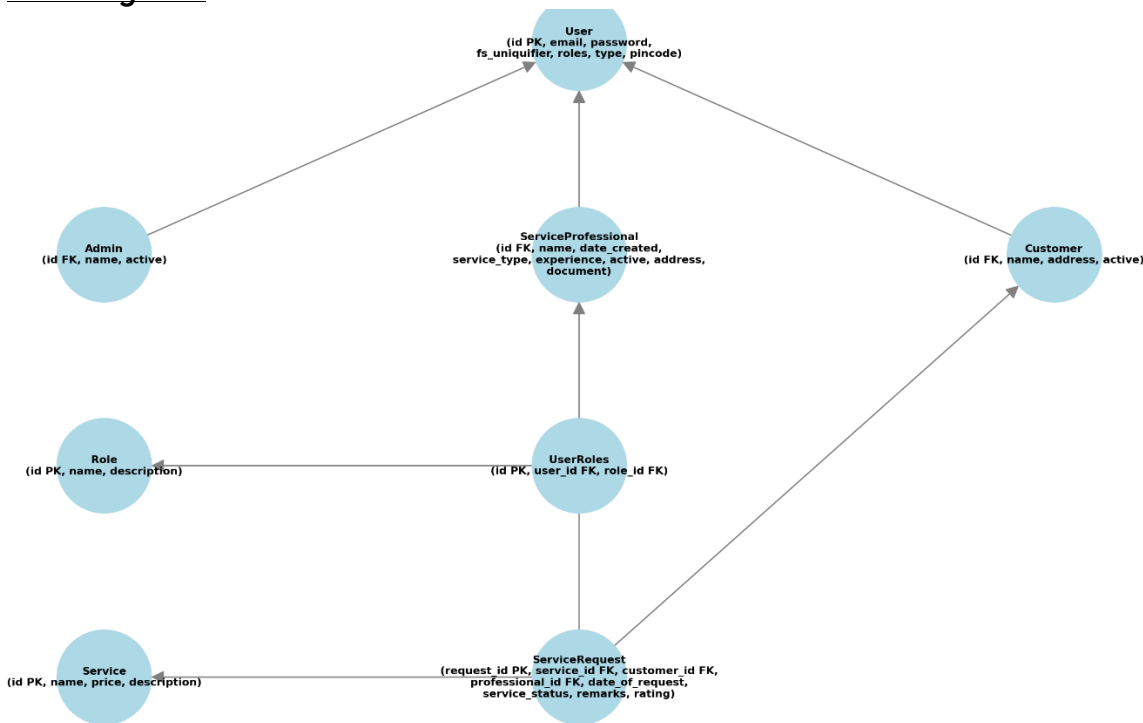 User
(id PK, email, password,
fs_uniquifier, roles, type, pincode)
Admin
(id FK, name, active)
ServiceProfessional
(id FK, name, date_created,
service_type, experience, active, address,
document)
Customer
(id FK, name, address, active)
Role
(id PK, name, description)
UserRoles
(id PK, user_id FK, role_id FK)
Service
(id PK, name, price, description)
ServiceRequest
(request_id PK, service_id FK, customer_id FK,
professional_id FK, date_of_request,
service_status, remarks, rating)